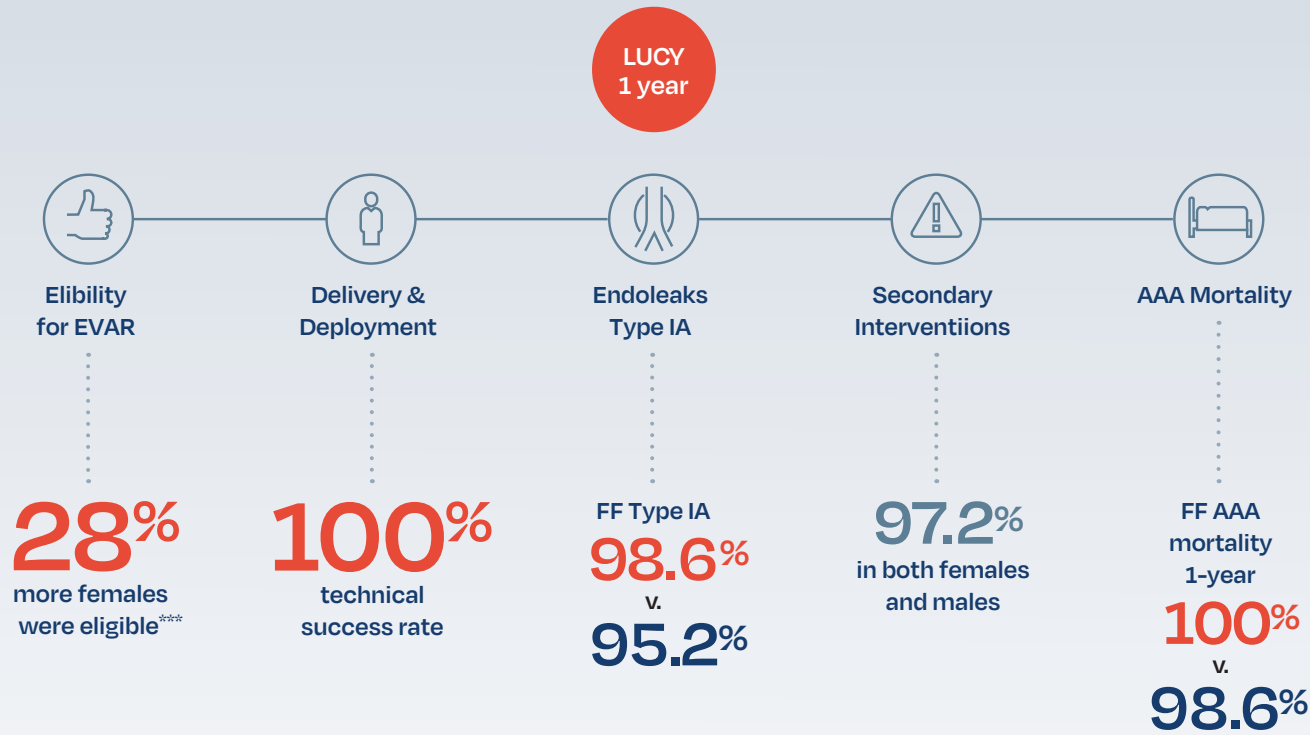 LUCY
1 year
Elibility
for EVAR
Delivery &
Deployment
Endoleaks
Type IA
Secondary
Interventiions
AAA Mortality
28%
more females
were eligible***
100%
technical
success rate
FF Type IA
98.6%
v.
95.2%
97.2%
in both females
and males
FF AAA
mortality
1-year
100%
v.
98.6%